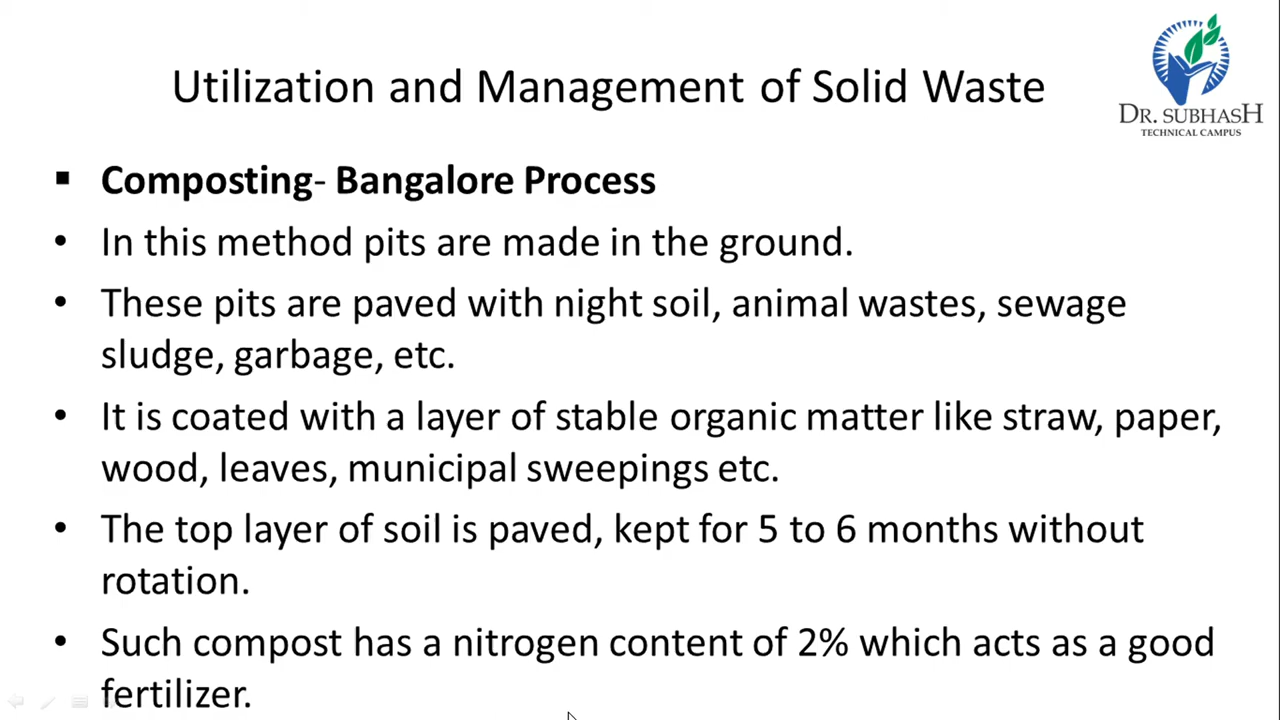 Utilization and Management of Solid Waste
DR. SUBHASH
TECHNICAL CAMPUS
▪ Composting- Bangalore Process
• In this method pits are made in the ground.
• These pits are paved with night soil, animal wastes, sewage
sludge, garbage, etc.
• It is coated with a layer of stable organic matter like straw, paper,
wood, leaves, municipal sweepings etc.
• The top layer of soil is paved, kept for 5 to 6 months without
rotation.
• Such compost has a nitrogen content of 2% which acts as a good
fertilizer.